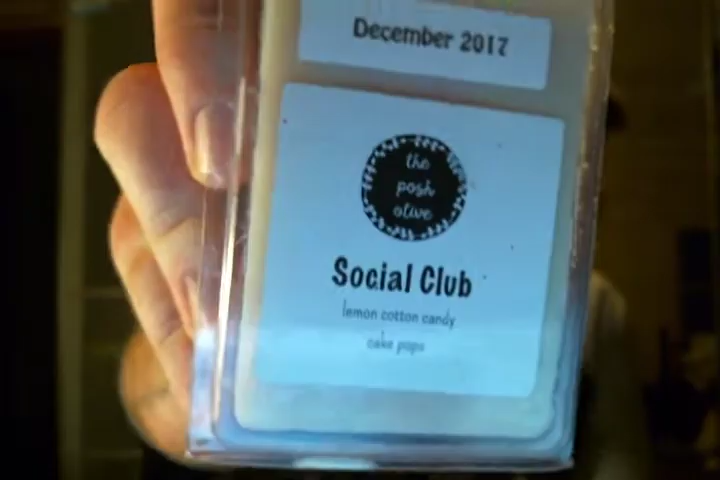 December 2017
the
posh
olive
Social Club
lemon cotton candy
cake pops